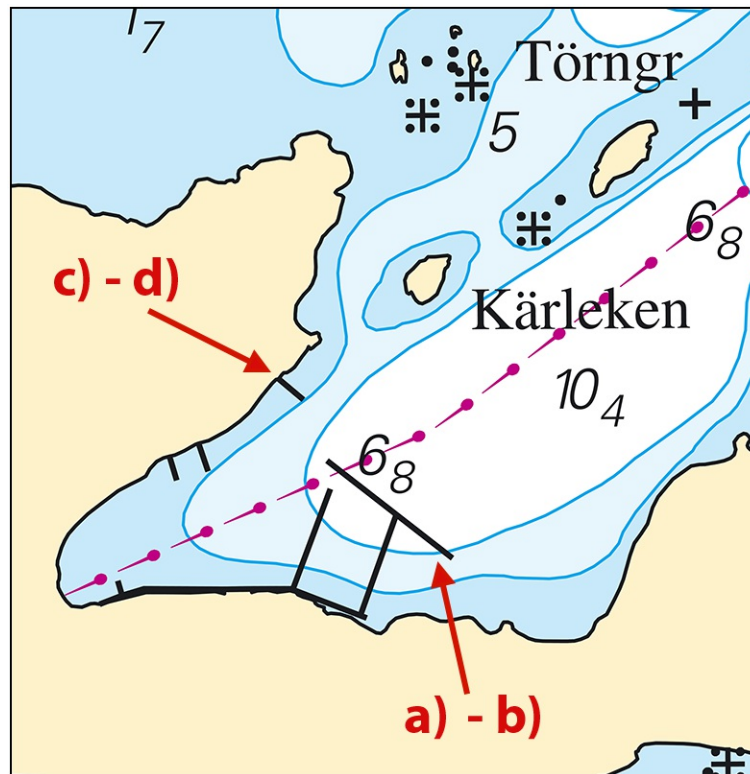 7
Törngr
5
6₈
c) - d)
Kärleken
10₄
6₈
a) - b)